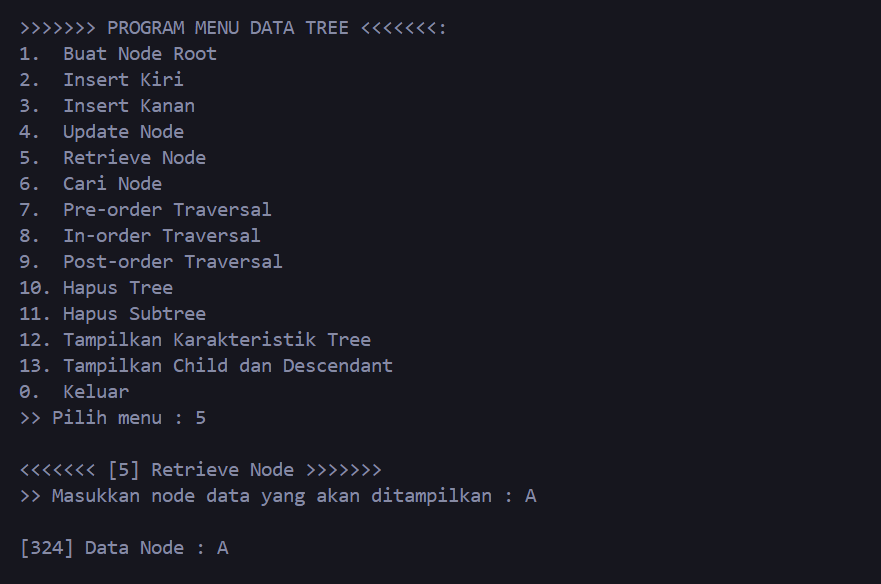 >>>>>>> PROGRAM MENU DATA TREE <<<<<<<:
1.  Buat Node Root
2.  Insert Kiri
3.  Insert Kanan
4.  Update Node
5.  Retrieve Node
6.  Cari Node
7.  Pre-order Traversal
8.  In-order Traversal
9.  Post-order Traversal
10. Hapus Tree
11. Hapus Subtree
12. Tampilkan Karakteristik Tree
13. Tampilkan Child dan Descendant
0.  Keluar
>> Pilih menu : 5

<<<<<<< [5] Retrieve Node >>>>>>>
>> Masukkan node data yang akan ditampilkan : A

[324] Data Node : A